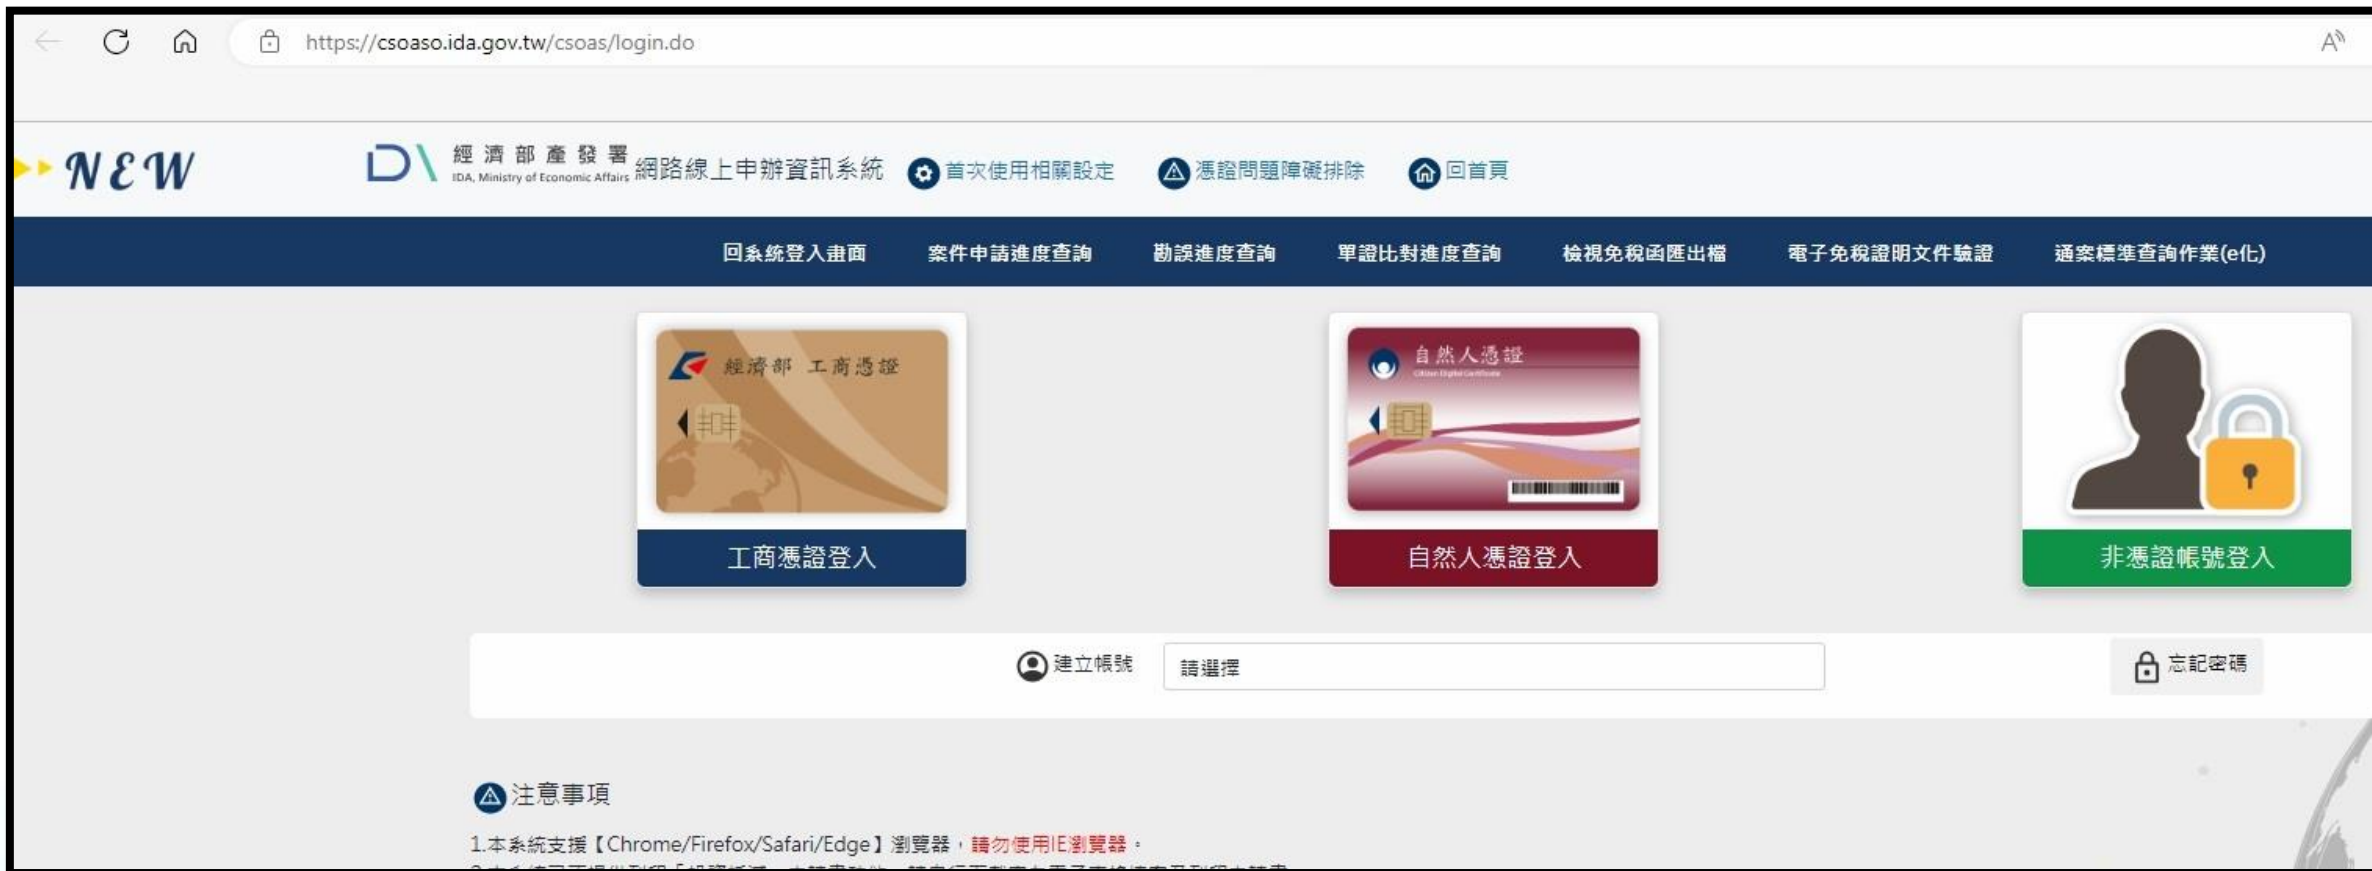 https://csoaso.ida.gov.tw/csoas/login.do
NEW
經濟部產發署
IDA, Ministry of Economic Affairs
網路線上申辦資訊系統
首次使用相關設定
憑證問題障礙排除
回首頁
回系統登入畫面 案件申請進度查詢 勘誤進度查詢 單證比對進度查詢 檢視免稅函匯出檔 電子免稅證明文件驗證 通案標準查詢作業(e化)
經濟部 工商憑證
自然人憑證
Citizen Digital Certificate
工商憑證登入
自然人憑證登入
非憑證帳號登入
建立帳號
請選擇
忘記密碼
注意事項
1.本系統支援【Chrome/Firefox/Safari/Edge】瀏覽器，請勿使用IE瀏覽器。